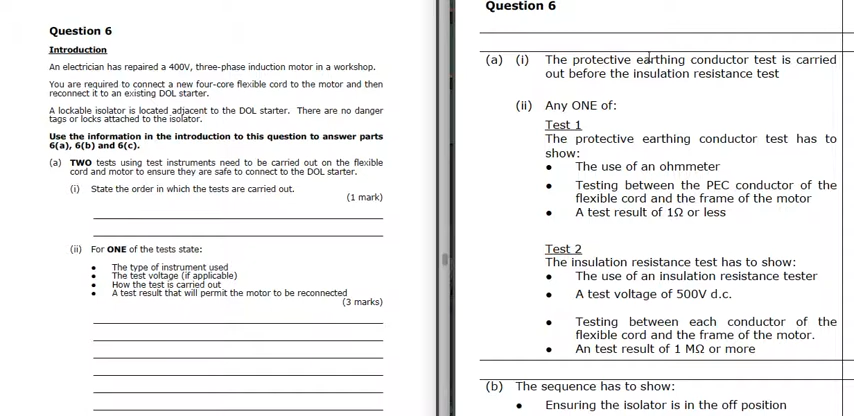 Question 6
Introduction
An electrician has repaired a 400V, three-phase induction motor in a workshop.
You are required to connect a new four-core flexible cord to the motor and then
reconnect it to an existing DOL starter.
A lockable isolator is located adjacent to the DOL starter. There are no danger
tags or locks attached to the isolator.
Use the information in the introduction to this question to answer parts
6(a), 6(b) and 6(c).
(a) TWO tests using test instruments need to be carried out on the flexible
cord and motor to ensure they are safe to connect to the DOL starter.
(i) State the order in which the tests are carried out.
(1 mark)
(ii) For ONE of the tests state:
• The type of instrument used
• The test voltage (if applicable)
• How the test is carried out
• A test result that will permit the motor to be reconnected
(3 marks)
Question 6
(a) (i) The protective earthing conductor test is carried
out before the insulation resistance test
(ii) Any ONE of:
Test 1
The protective earthing conductor test has to
show:
• The use of an ohmmeter
• Testing between the PEC conductor of the
flexible cord and the frame of the motor
• A test result of 1Ω or less
Test 2
The insulation resistance test has to show:
• The use of an insulation resistance tester
• A test voltage of 500V d.c.
• Testing between each conductor of the
flexible cord and the frame of the motor.
• An test result of 1 MΩ or more
(b) The sequence has to show:
• Ensuring the isolator is in the off position